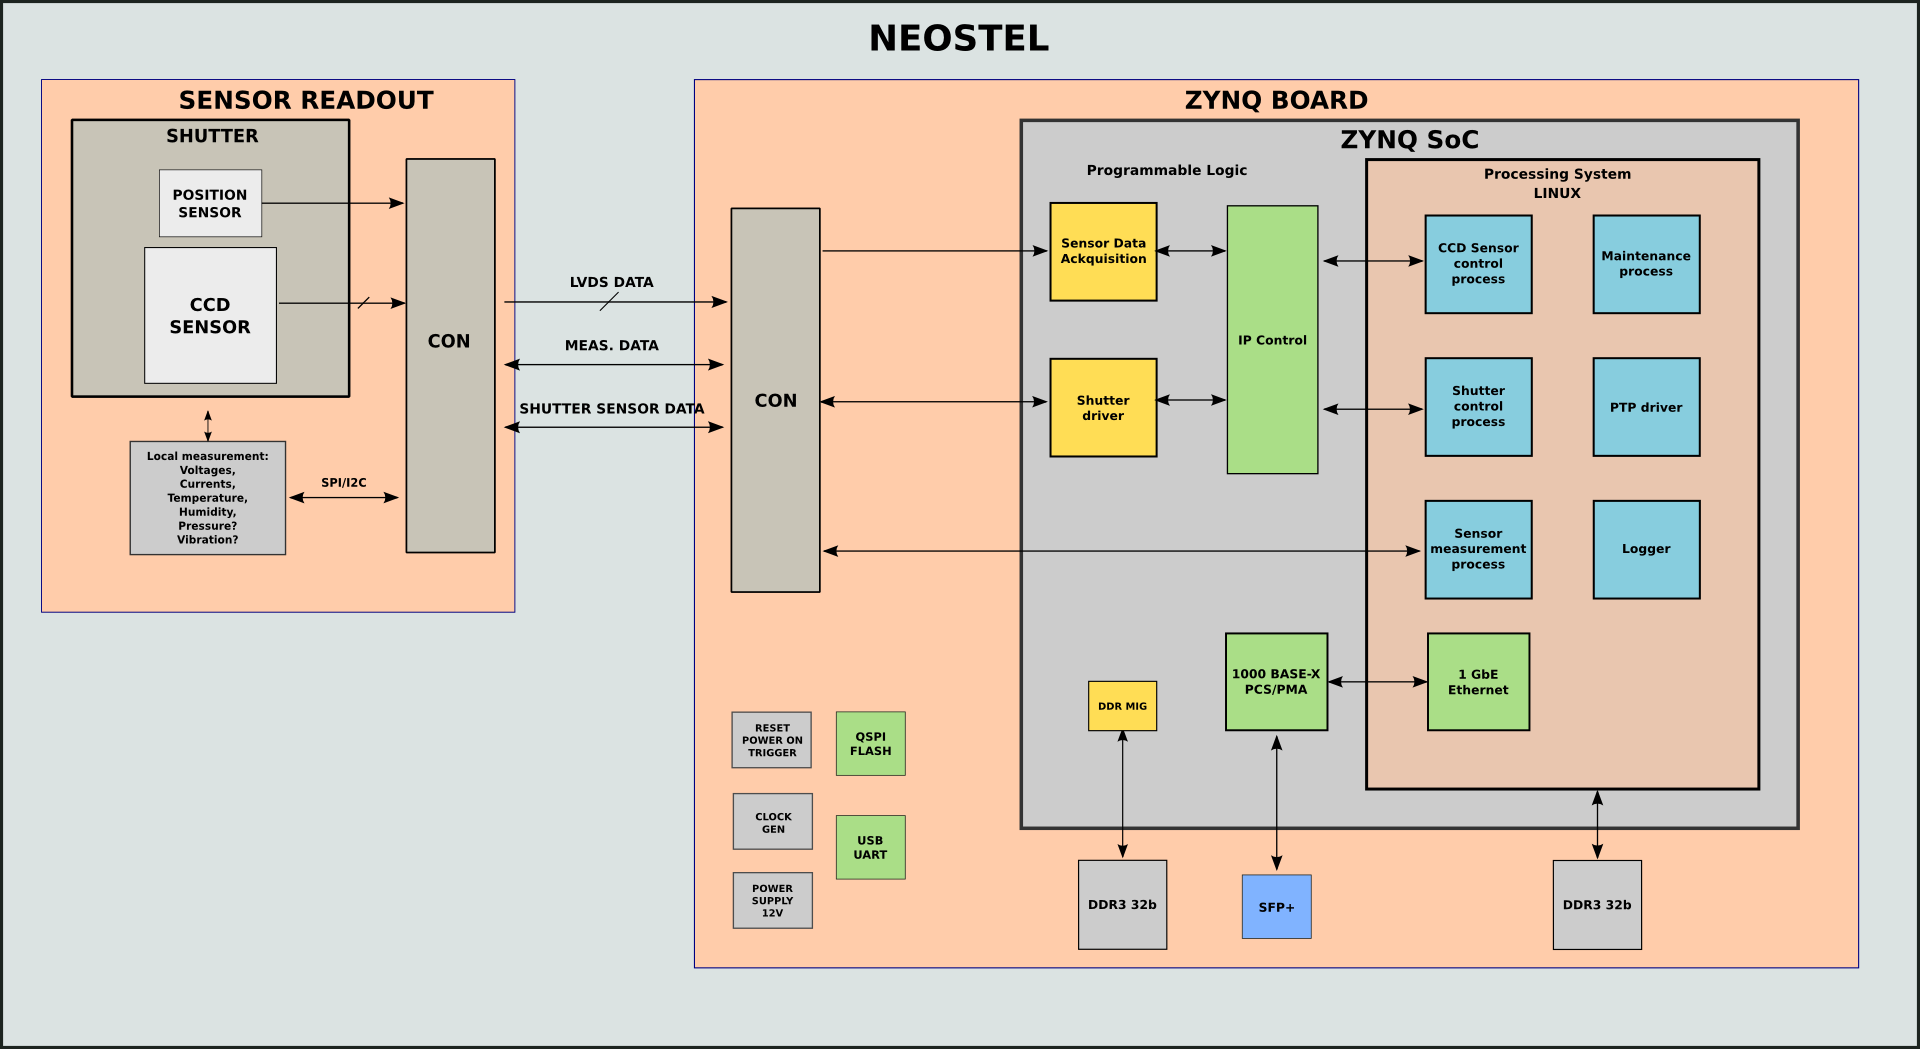 NEOSTEL
SENSOR READOUT
SHUTTER
POSITION
SENSOR
CCD
SENSOR
CON
Local measurement:
Voltages,
Currents,
Temperature,
Humidity,
Pressure?
Vibration?
SPI/I2C
LVDS DATA
MEAS. DATA
SHUTTER SENSOR DATA
ZYNQ BOARD
CON
ZYNQ SoC
Programmable Logic
Sensor Data
Ackquisition
Shutter
driver
IP Control
Processing System
LINUX
CCD Sensor
control
process
Maintenance
process
Shutter
control
process
PTP driver
Sensor
measurement
process
Logger
DDR MIG
1000 BASE-X
PCS/PMA
1 GbE
Ethernet
RESET
POWER ON
TRIGGER
QSPI
FLASH
CLOCK
GEN
USB
UART
POWER
SUPPLY
12V
DDR3 32b
SFP+
DDR3 32b